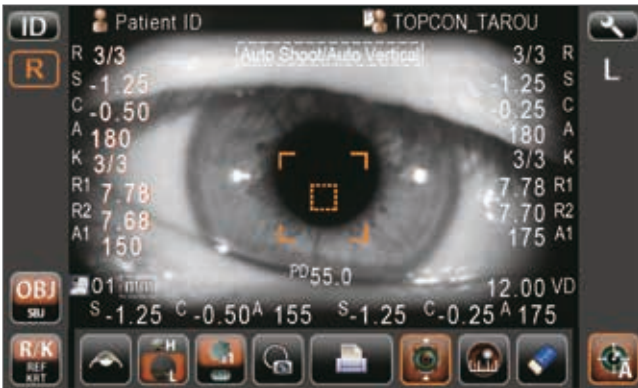 ID Patient ID TOPCON_TAROU
R R 3/3 Auto Shoot/Auto Vertical 3/3 R L
S -1.25 -1.25 S
C -0.50 -0.25 C
A 180 180 A
K 3/3 3/3 K
R1 7.78 7.78 R1
R2 7.68 7.70 R2
A1 150 175 A1
PD55.0
OBJ 01 12.00 VD
SBJ
S-1.25 C-0.50A 155 S-1.25 C-0.25A 175
R/K H
REF L A
KRT